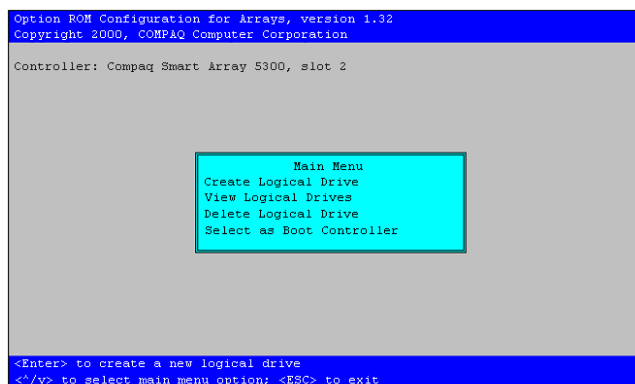 Option ROM Configuration for Arrays, version 1.32
Copyright 2000, COMPAQ Computer Corporation
Controller: Compaq Smart Array 5300, slot 2
Main Menu
Create Logical Drive
View Logical Drives
Delete Logical Drive
Select as Boot Controller
<Enter> to create a new logical drive
<^/v> to select main menu option; <ESC> to exit